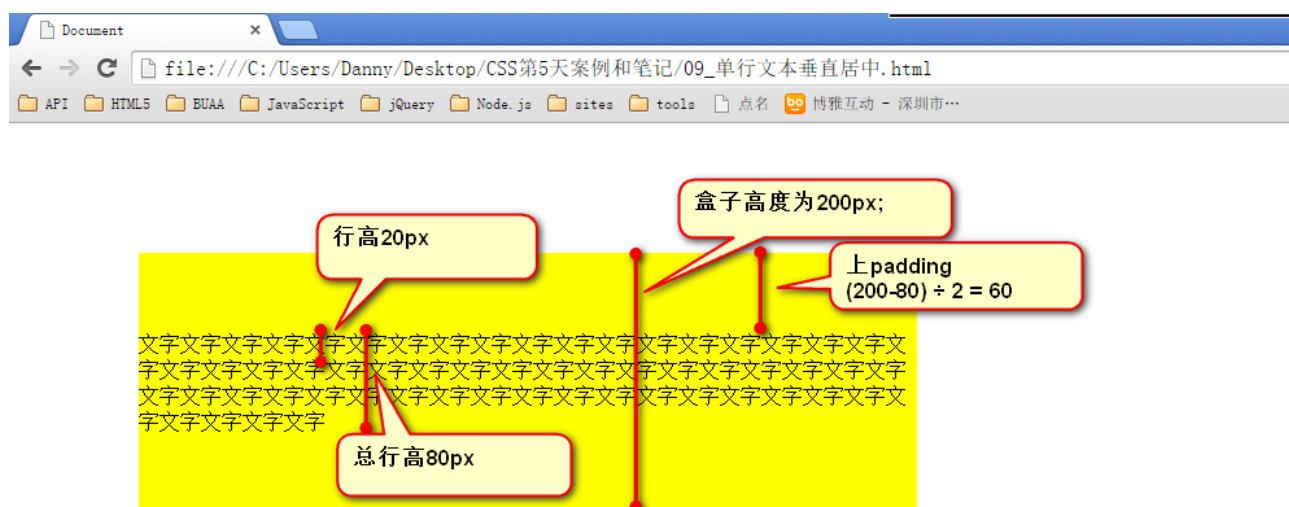 Document
file:///C:/Users/Danny/Desktop/CSS第5天案例和笔记/09_单行文本垂直居中.html
API HTML5 BUAA JavaScript jQuery Node.js sites tools 点名 博雅互动 - 深圳市…
盒子高度为200px;
行高20px
上padding
(200-80) ÷ 2 = 60
文字文字文字文字文字文字文字文字文字文字文字文字文字文字文字文字文字文字文
字文字文字文字文字文字文字文字文字文字文字文字文字文字文字文字文字文字文字
文字文字文字文字文字文字文字文字文字文字文字文字文字文字文字文字文字文字文
字文字文字文字文字
总行高80px